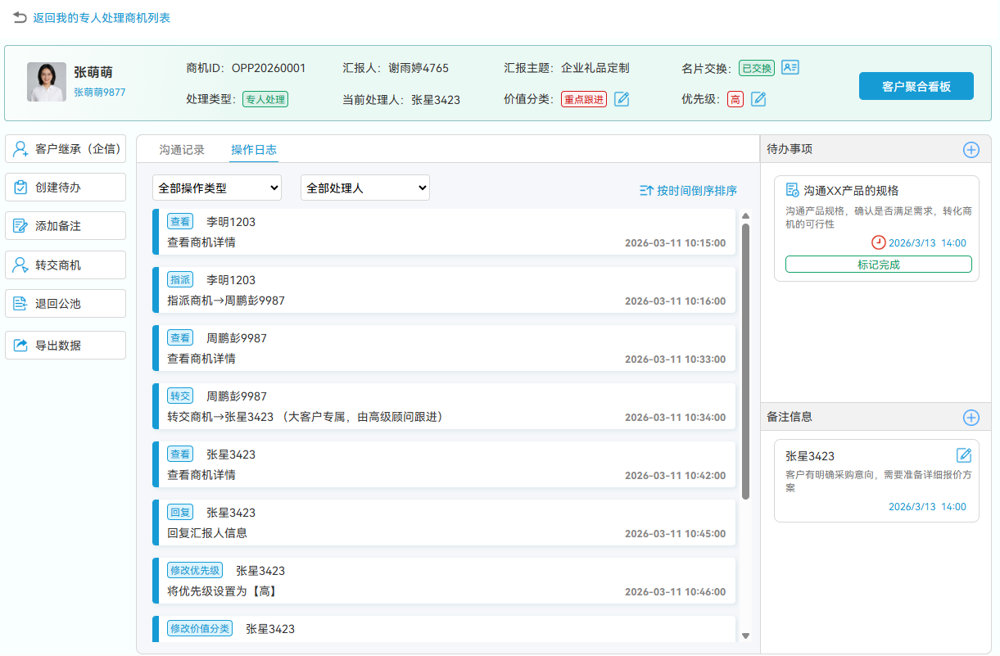 返回我的专人处理商机列表
张萌萌
张萌萌9877
商机ID: OPP20260001
汇报人: 谢雨婷4765
汇报主题: 企业礼品定制
名片交换: 已交换
处理类型: 专人处理
当前处理人: 张星3423
价值分类: 重点跟进
优先级: 高
客户聚合看板
客户继承（企信）
创建待办
添加备注
转交商机
退回公池
导出数据
沟通记录
操作日志
全部操作类型
全部处理人
按时间倒序排序
查看 李明1203
查看商机详情
2026-03-11 10:15:00
指派 李明1203
指派商机→周鹏彭9987
2026-03-11 10:16:00
查看 周鹏彭9987
查看商机详情
2026-03-11 10:33:00
转交 周鹏彭9987
转交商机→张星3423 （大客户专属，由高级顾问跟进）
2026-03-11 10:34:00
查看 张星3423
查看商机详情
2026-03-11 10:42:00
回复 张星3423
回复汇报人信息
2026-03-11 10:45:00
修改优先级 张星3423
将优先级设置为【高】
2026-03-11 10:46:00
修改价值分类 张星3423
待办事项
沟通XX产品的规格
沟通产品规格，确认是否满足需求，转化商
机的可行性
2026/3/13 14:00
标记完成
备注信息
张星3423
客户有明确采购意向，需要准备详细报价方
案
2026/3/13 14:00